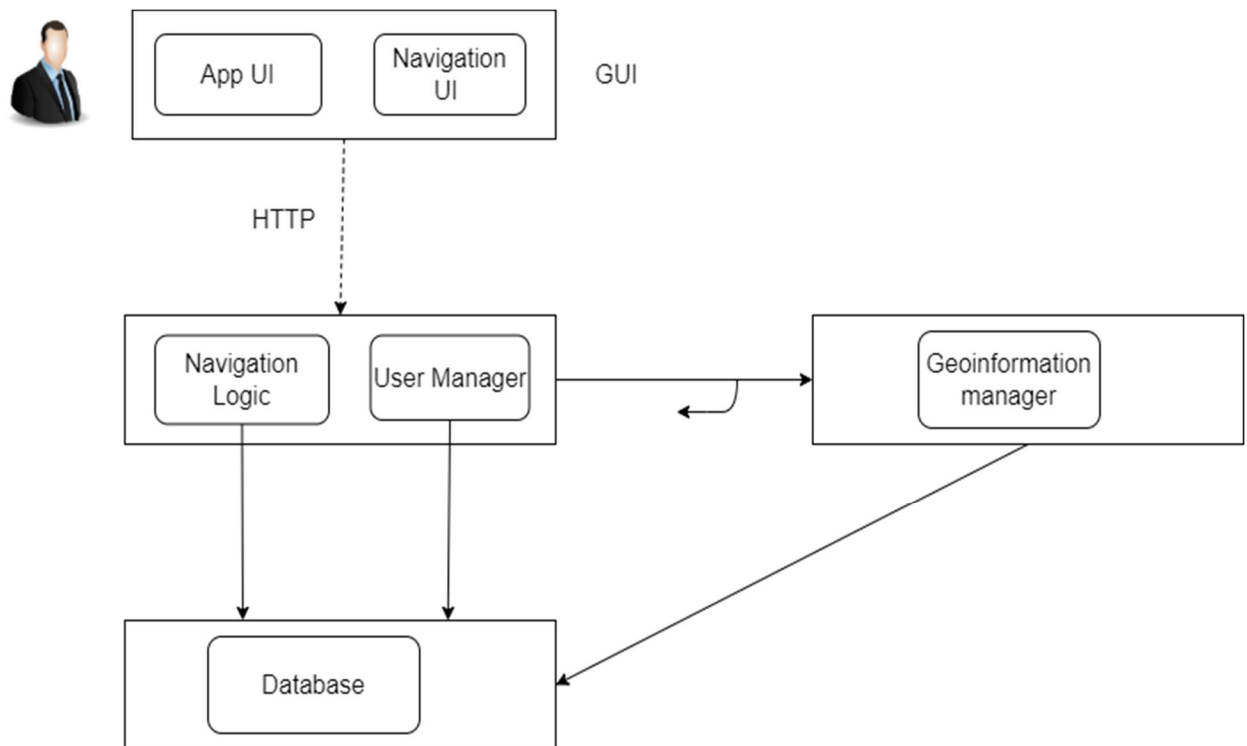 App UI
Navigation
UI
GUI
HTTP
Navigation
Logic
User Manager
Geoinformation
manager
Database